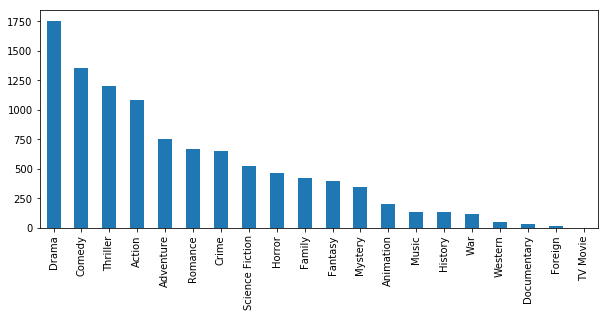 1750
1500
1250
1000
750
500
250
0
Drama
Comedy
Thriller
Action
Adventure
Romance
Crime
Science Fiction
Horror
Family
Fantasy
Mystery
Animation
Music
History
War
Western
Documentary
Foreign
TV Movie